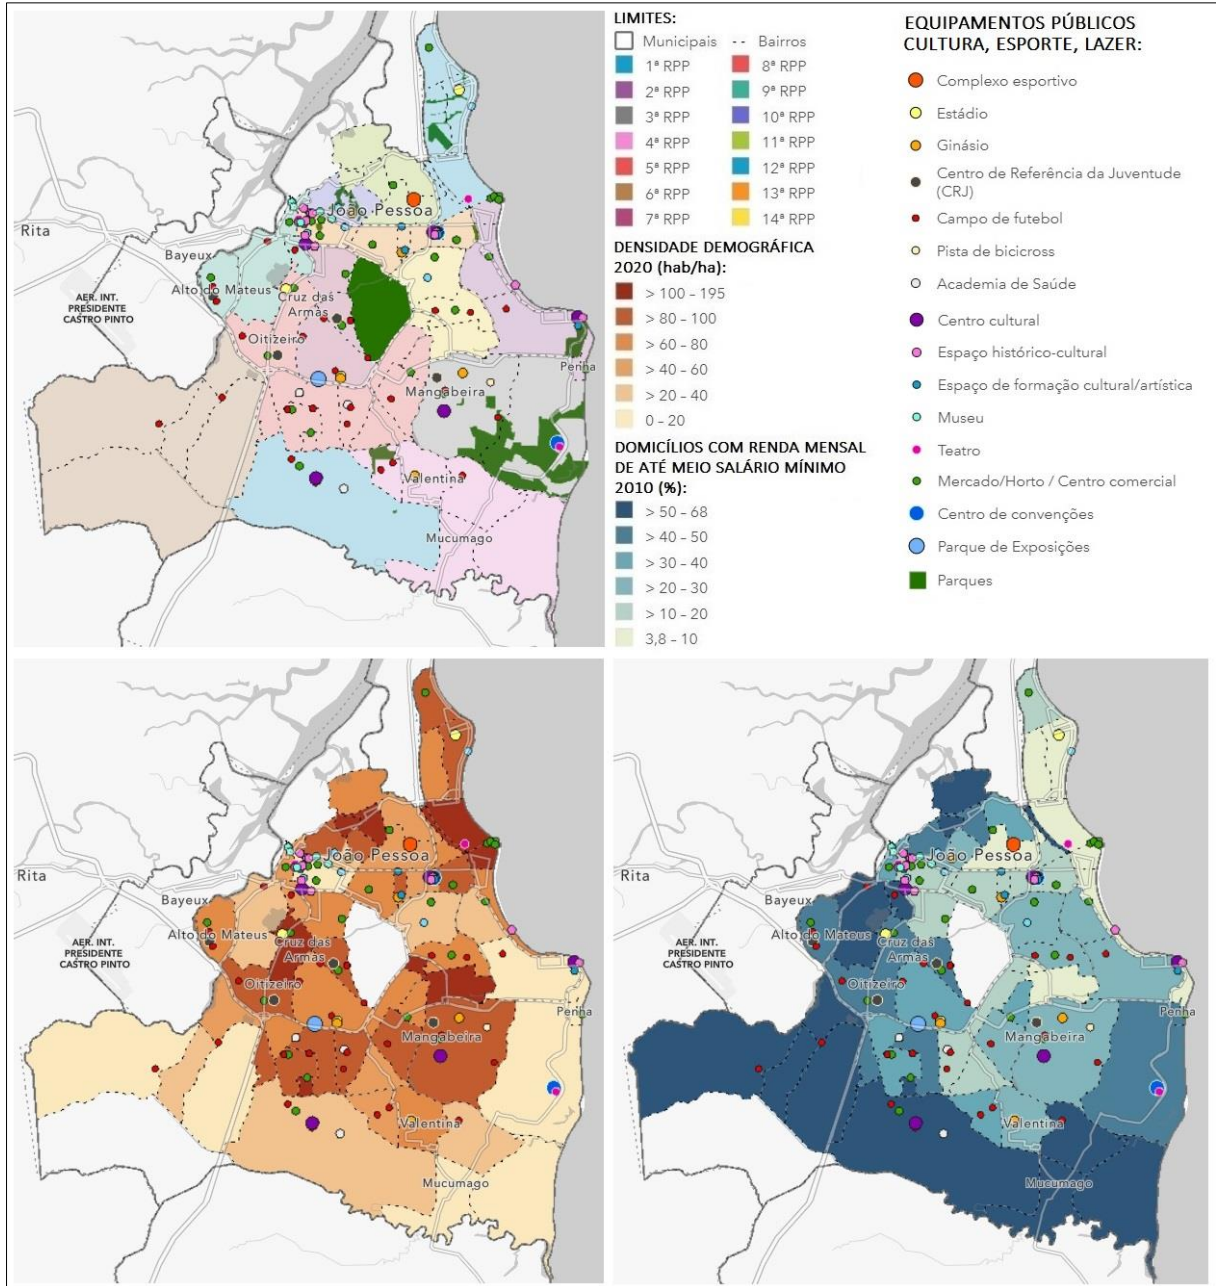 Rita
Bayeux
AER. INT.
PRESIDENTE
CASTRO PINTO
Alto do Mateus
João Pessoa
Cruz das
Armas
Oitizeiro
Mangabeira
Penha
Valentina
Mucumago
LIMITES:
Municipais
Bairros
1ª RPP
8ª RPP
2ª RPP
9ª RPP
3ª RPP
10ª RPP
4ª RPP
11ª RPP
5ª RPP
12ª RPP
6ª RPP
13ª RPP
7ª RPP
14ª RPP
DENSIDADE DEMOGRÁFICA
2020 (hab/ha):
> 100 - 195
> 80 - 100
> 60 - 80
> 40 - 60
> 20 - 40
0 - 20
DOMICÍLIOS COM RENDA MENSAL
DE ATÉ MEIO SALÁRIO MÍNIMO
2010 (%):
> 50 - 68
> 40 - 50
> 30 - 40
> 20 - 30
> 10 - 20
3,8 - 10
EQUIPAMENTOS PÚBLICOS
CULTURA, ESPORTE, LAZER:
Complexo esportivo
Estádio
Ginásio
Centro de Referência da Juventude
(CRJ)
Campo de futebol
Pista de bicicross
Academia de Saúde
Centro cultural
Espaço histórico-cultural
Espaço de formação cultural/artística
Museu
Teatro
Mercado/Horto / Centro comercial
Centro de convenções
Parque de Exposições
Parques
Rita
Bayeux
AER. INT.
PRESIDENTE
CASTRO PINTO
Alto do Mateus
João Pessoa
Cruz das
Armas
Oitizeiro
Mangabeira
Penha
Valentina
Mucumago
Rita
Bayeux
AER. INT.
PRESIDENTE
CASTRO PINTO
Alto do Mateus
João Pessoa
Cruz das
Armas
Oitizeiro
Mangabeira
Penha
Valentina
Mucumago